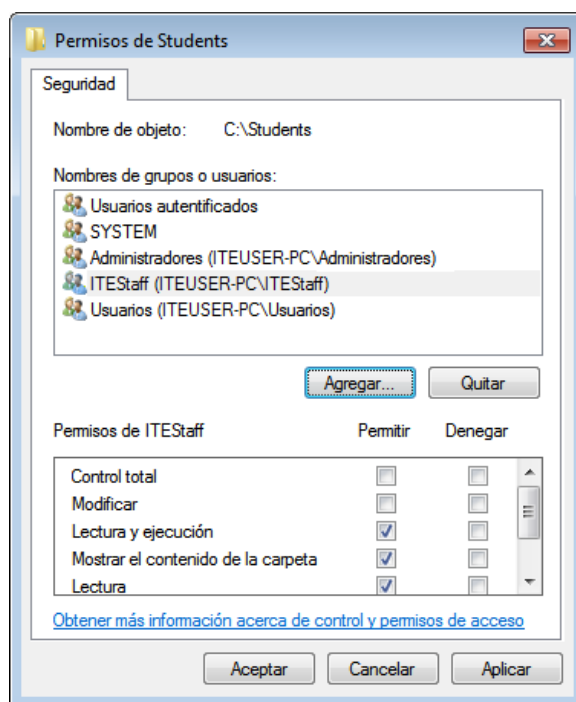 Permisos de Students
Seguridad
Nombre de objeto: C:\Students
Nombres de grupos o usuarios:
Usuarios autentificados
SYSTEM
Administradores (ITEUSER-PC\Administradores)
ITEStaff (ITEUSER-PC\ITEStaff)
Usuarios (ITEUSER-PC\Usuarios)
Agregar... Quitar
Permisos de ITEStaff Permitir Denegar
Control total
Modificar
Lectura y ejecución
Mostrar el contenido de la carpeta
Lectura
Obtener más información acerca de control y permisos de acceso
Aceptar Cancelar Aplicar